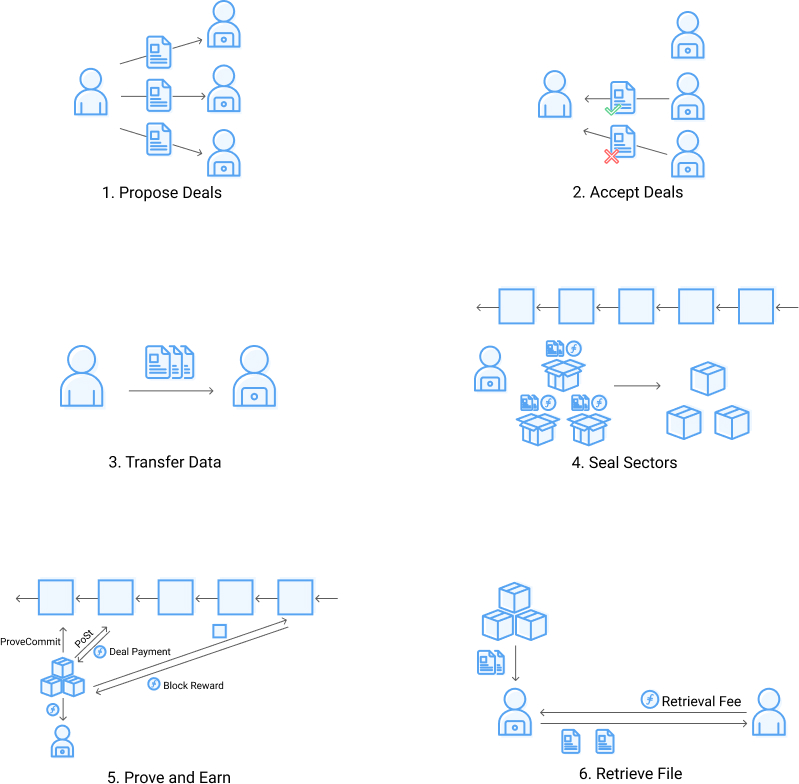 1. Propose Deals
2. Accept Deals
3. Transfer Data
4. Seal Sectors
ProveCommit
PoSt
Deal Payment
Block Reward
5. Prove and Earn
Retrieval Fee
6. Retrieve File